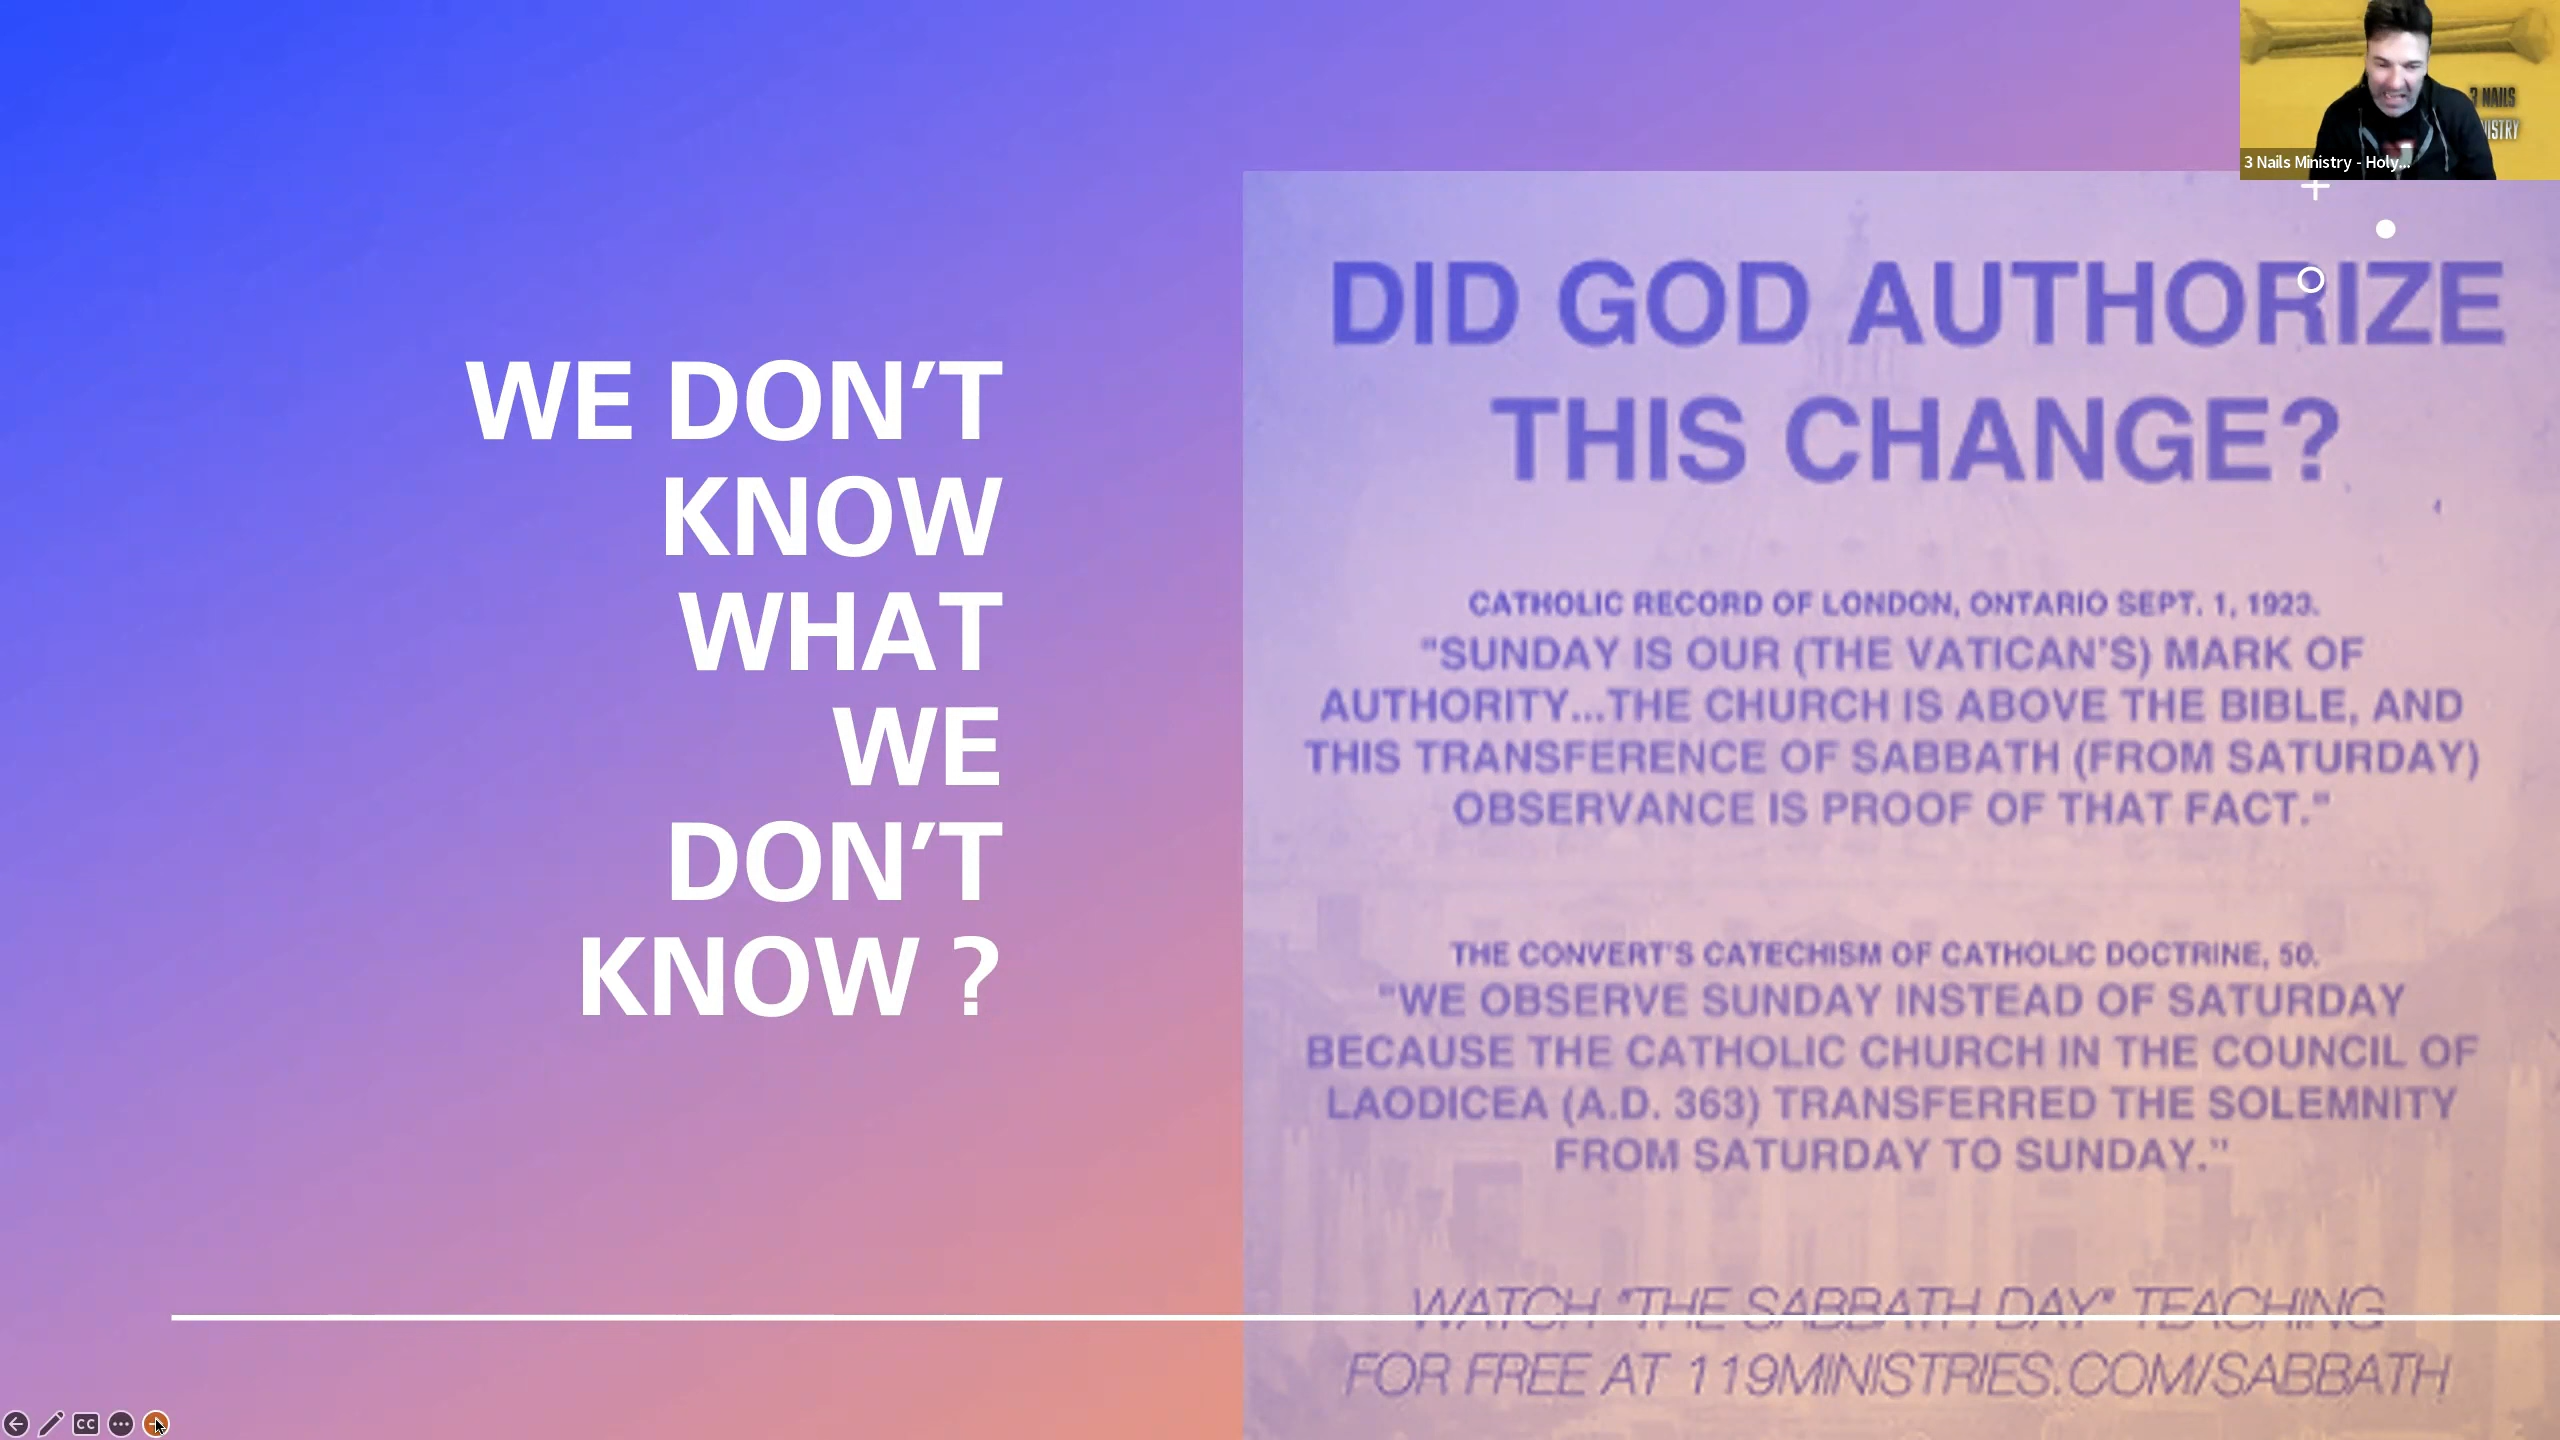 WE DON’T
KNOW
WHAT
WE
DON’T
KNOW ?
DID GOD AUTHORIZE
THIS CHANGE?
CATHOLIC RECORD OF LONDON, ONTARIO SEPT. 1, 1923.
"SUNDAY IS OUR (THE VATICAN'S) MARK OF
AUTHORITY...THE CHURCH IS ABOVE THE BIBLE, AND
THIS TRANSFERENCE OF SABBATH (FROM SATURDAY)
OBSERVANCE IS PROOF OF THAT FACT."
THE CONVERT'S CATECHISM OF CATHOLIC DOCTRINE, 50.
"WE OBSERVE SUNDAY INSTEAD OF SATURDAY
BECAUSE THE CATHOLIC CHURCH IN THE COUNCIL OF
LAODICEA (A.D. 363) TRANSFERRED THE SOLEMNITY
FROM SATURDAY TO SUNDAY."
WATCH "THE SABBATH DAY" TEACHING
FOR FREE AT 119MINISTRIES.COM/SABBATH
3 NAILS
NISTRY
3 Nails Ministry - Holy...
CC